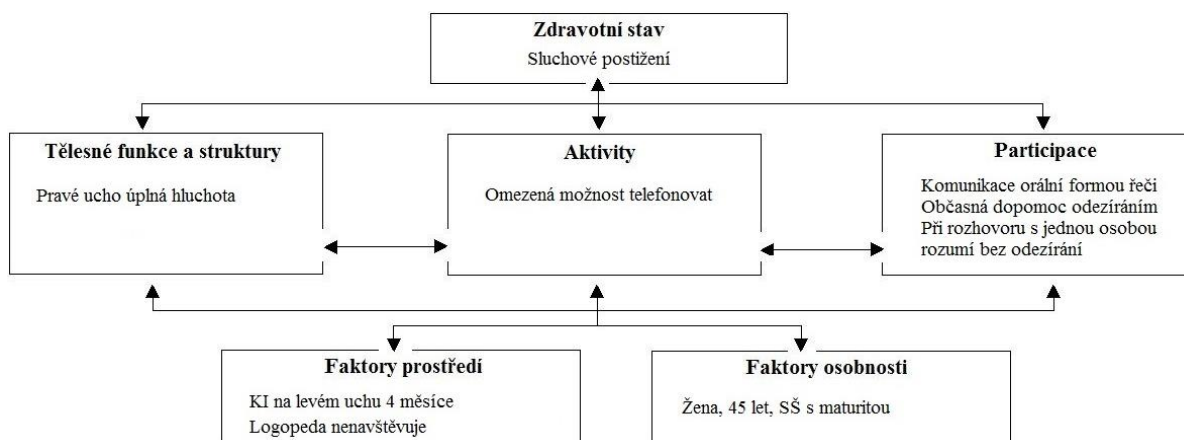 Zdravotní stav
Sluchové postižení
Tělesné funkce a struktury
Pravé ucho úplná hluchota
Aktivity
Omezená možnost telefonovat
Participace
Komunikace orální formou řeči
Občasná dopomoc odezíráním
Při rozhovoru s jednou osobou
rozumí bez odezírání
Faktory prostředí
KI na levém uchu 4 měsíce
Logopeda nenavštěvuje
Faktory osobnosti
Žena, 45 let, SŠ s maturitou